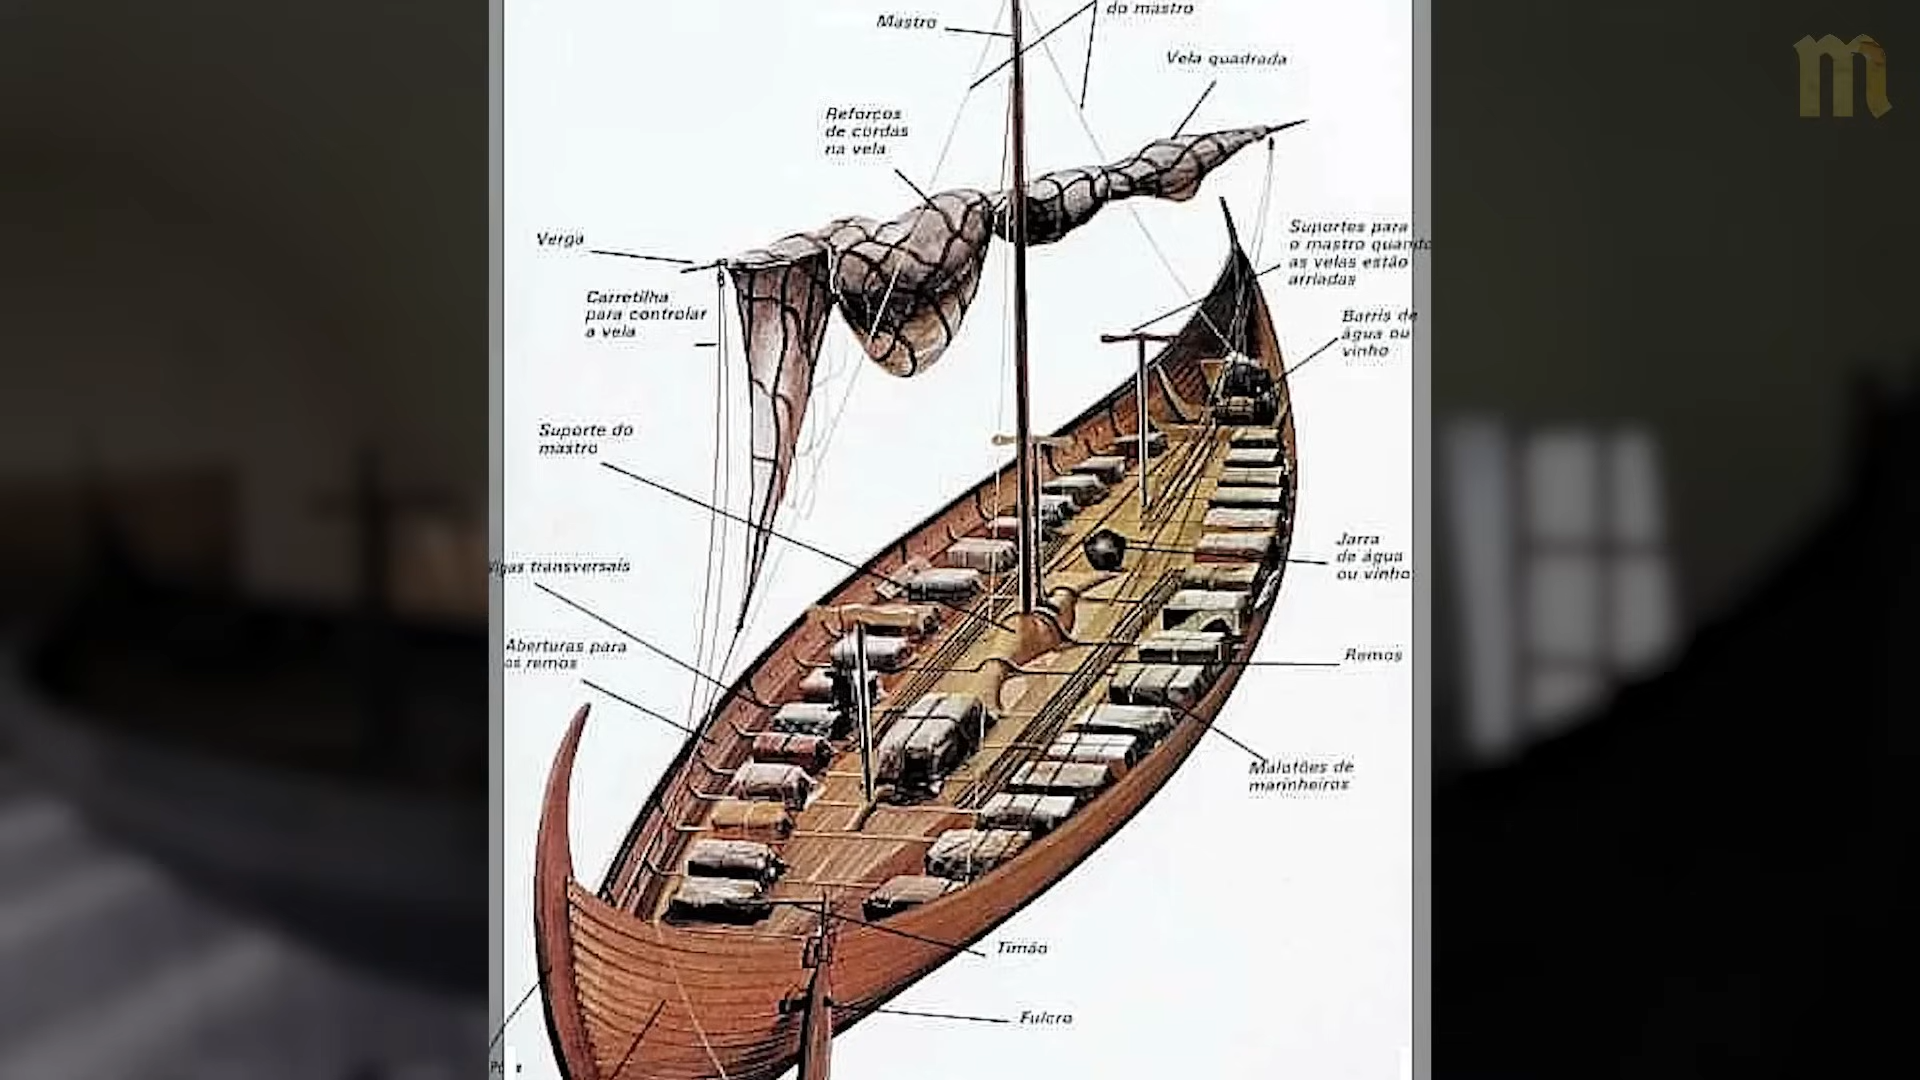 do mastro
Mastro
Vela quadrada
Reforços
de cordas
na vela
Verga
Suportes para
o mastro quando
as velas estão
arriadas
Carretilha
para controlar
a vela
Barris de
água ou
vinho
Suporte do
mastro
Jarra
de água
ou vinho
Vigas transversais
Aberturas para
os remos
Remos
Malotões de
marinheiros
Timão
Fulcro
m